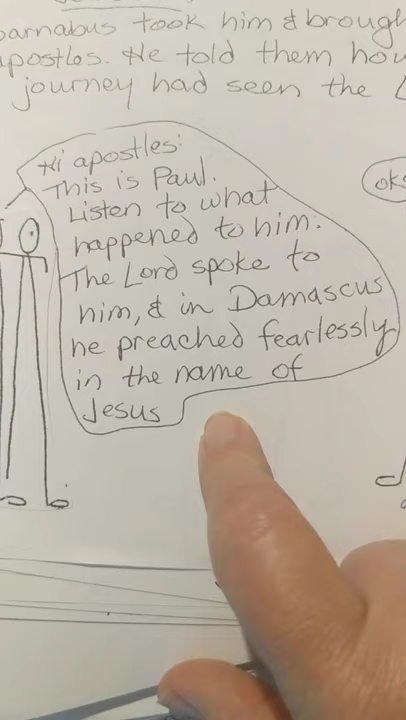 barnabus took him & brough
apostles. He told them how
journey had seen the L
Hi apostles:
This is Paul.
Listen to what
happened to him.
The Lord spoke to
him, & in Damascus
he preached fearlessly
in the name of
Jesus
ok